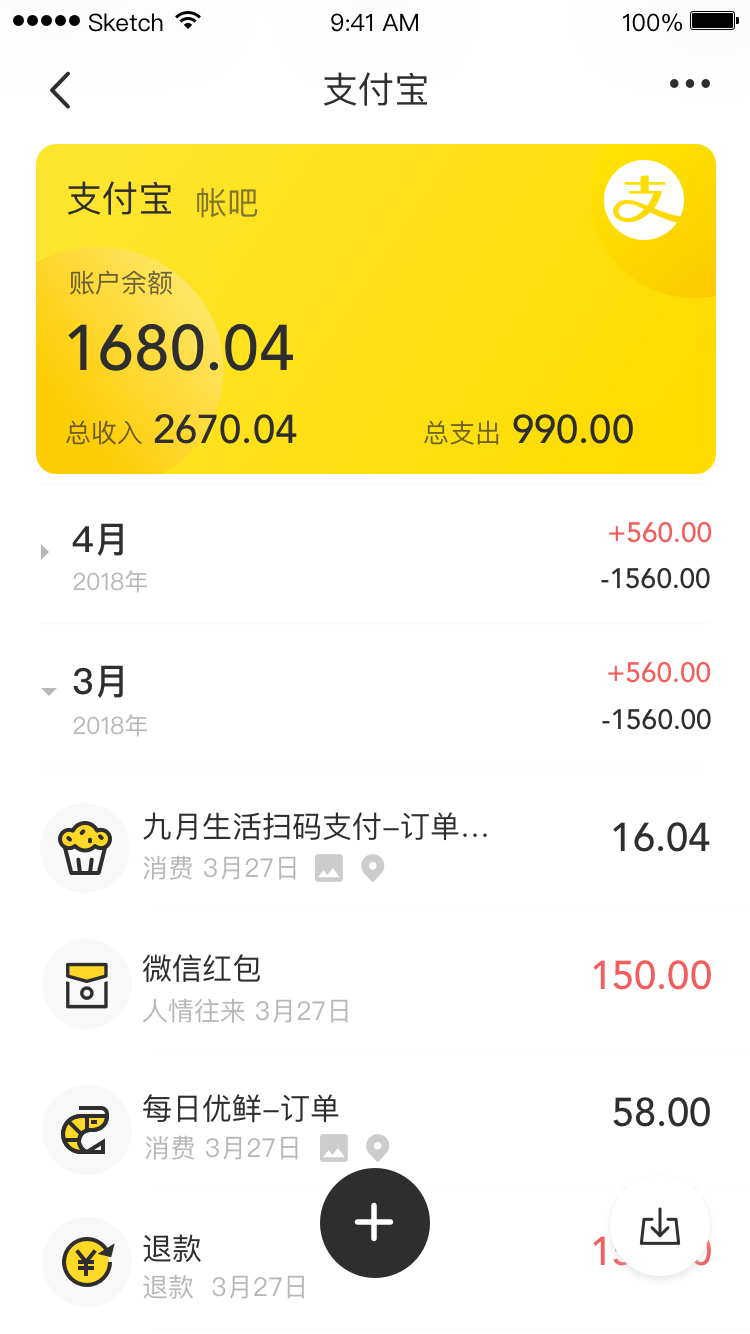 Sketch 9:41 AM 100%
支付宝
支付宝 帐吧
支
账户余额
1680.04
总收入 2670.04 总支出 990.00
4月 +560.00
2018年 -1560.00
3月 +560.00
2018年 -1560.00
九月生活扫码支付-订单... 16.04
消费 3月27日
微信红包 150.00
人情往来 3月27日
每日优鲜-订单 58.00
消费 3月27日
退款
退款 3月27日